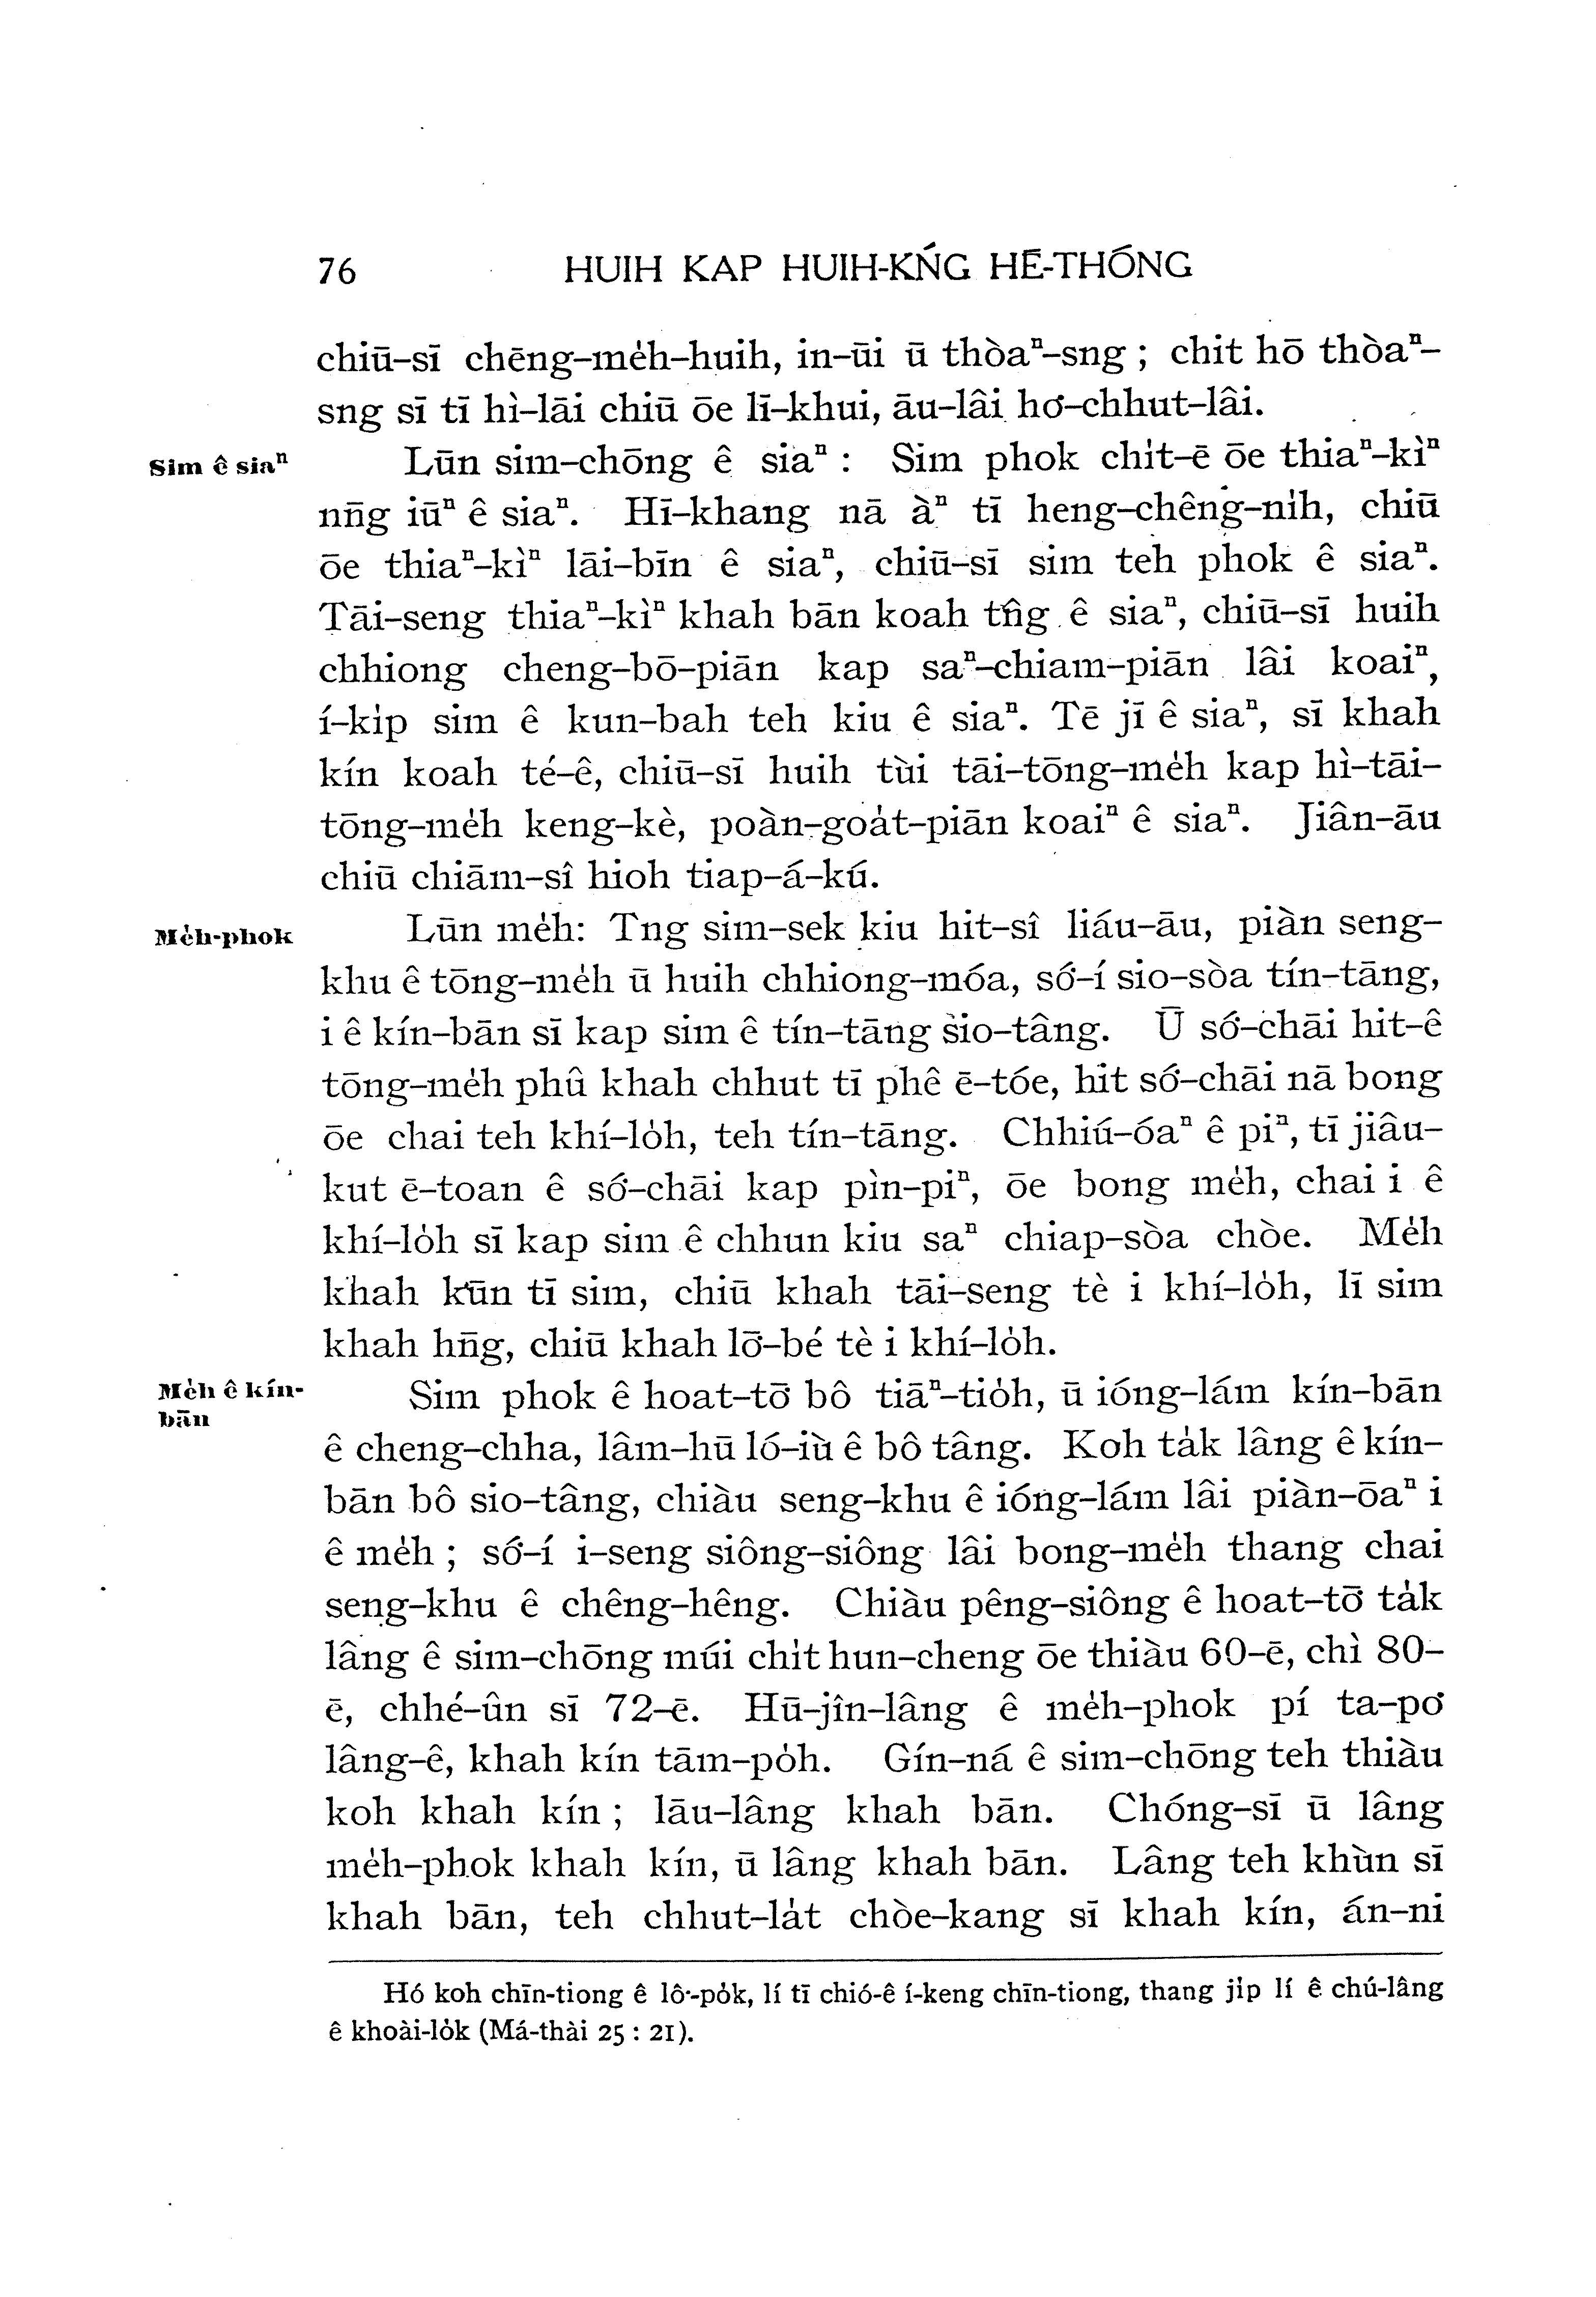 76 HUIH KAP HUIH-KŃG HĒ-THÓNG
chiū-sī chēng-me̍h-huih, in-ūi ū thòaⁿ-sng ; chit hō thòaⁿ-
sng sī tī hì-lāi chiū ōe lī-khui, āu-lâi ho͘-chhut-lâi.
Sim ê siaⁿ
Lūn sim-chōng ê siaⁿ : Sim phok chi̍t-ē ōe thiaⁿ-kìⁿ
nn̄g iūⁿ ê siaⁿ. Hī-khang nā àⁿ tī heng-chêng-ni̍h, chiū
ōe thiaⁿ-kìⁿ lāi-bīn ê siaⁿ, chiū-sī sim teh phok ê siaⁿ.
Tāi-seng thiaⁿ-kìⁿ khah bān koah tn̂g ê siaⁿ, chiū-sī huih
chhiong cheng-bō-piān kap saⁿ-chiam-piān lâi koaiⁿ,
í-ki̍p sim ê kun-bah teh kiu ê siaⁿ. Tē jī ê siaⁿ, sī khah
kín koah té-ê, chiū-sī huih tùi tāi-tōng-me̍h kap hì-tāi-
tōng-me̍h keng-kè, poàn-goa̍t-piān koaiⁿ ê siaⁿ. Jiân-āu
chiū chiām-sî hioh tiap-á-kú.
Me̍h-phok
Lūn me̍h: Tng sim-sek kiu hit-sî liáu-āu, piàn seng-
khu ê tōng-me̍h ū huih chhiong-móa, só͘-í sio-sòa tín-tāng,
i ê kín-bān sī kap sim ê tín-tāng sio-tâng. Ū só͘-chāi hit-ê
tōng-me̍h phû khah chhut tī phê ē-tóe, hit só͘-chāi nā bong
ōe chai teh khí-lo̍h, teh tín-tāng. Chhiú-óaⁿ ê piⁿ, tī jiâu-
kut ē-toan ê só͘-chāi kap pìn-piⁿ, ōe bong me̍h, chai i ê
khí-lo̍h sī kap sim ê chhun kiu saⁿ chiap-sòa chòe. Me̍h
khah kūn tī sim, chiū khah tāi-seng tè i khí-lo̍h, lī sim
khah hn̄g, chiū khah lō͘-bé tè i khí-lo̍h.
Me̍h ê kín-
bān
Sim phok ê hoat-tō͘ bô tiāⁿ-tio̍h, ū ióng-lám kín-bān
ê cheng-chha, lâm-hū ló-iù ê bô tâng. Koh ta̍k lâng ê kín-
bān bô sio-tâng, chiàu seng-khu ê ióng-lám lâi piàn-ōaⁿ i
ê me̍h ; só͘-í i-seng siông-siông lâi bong-me̍h thang chai
seng-khu ê chêng-hêng. Chiàu pêng-siông ê hoat-tō͘ ta̍k
lâng ê sim-chōng múi chi̍t hun-cheng ōe thiàu 60-ē, chì 80-
ē, chhé-ûn sī 72-ē. Hū-jîn-lâng ê me̍h-phok pí ta-po͘
lâng-ê, khah kín tām-po̍h. Gín-ná ê sim-chōng teh thiàu
koh khah kín ; lāu-lâng khah bān. Chóng-sī ū lâng
me̍h-phok khah kín, ū lâng khah bān. Lâng teh khùn sī
khah bān, teh chhut-la̍t chòe-kang sī khah kín, án-ni
Hó koh chīn-tiong ê lô͘-po̍k, lí tī chió-ê í-keng chīn-tiong, thang ji̍p lí ê chú-lâng
ê khoài-lo̍k (Má-thài 25 : 21).